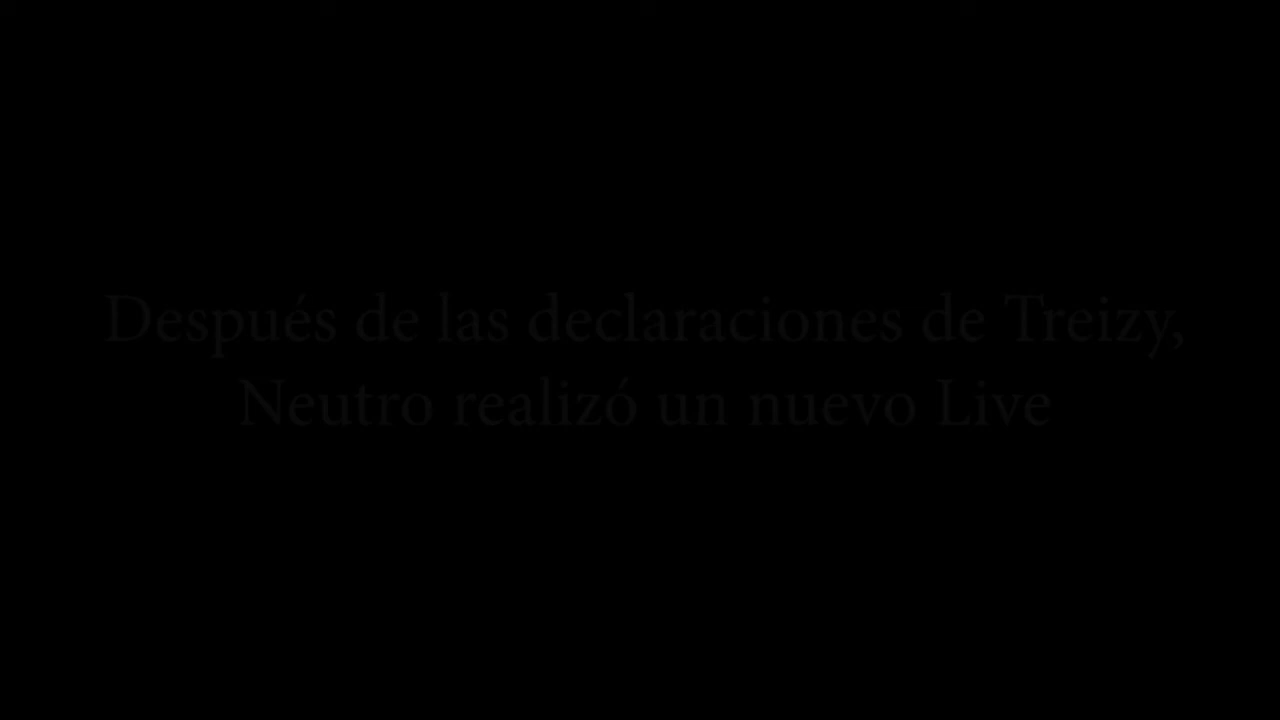 Después de las declaraciones de Treizy,
Neutro realizó un nuevo Live